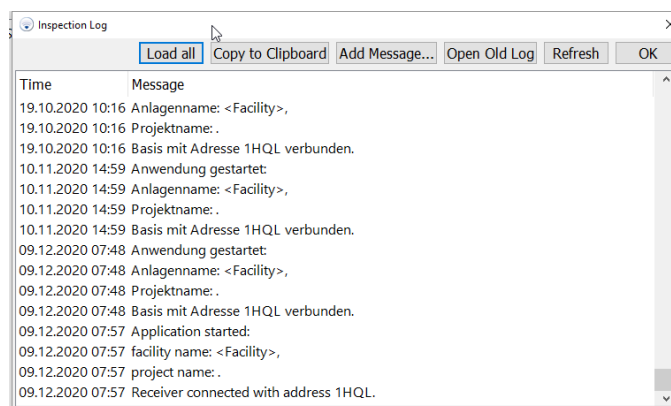 Inspection Log
Load all Copy to Clipboard Add Message... Open Old Log Refresh OK
Time Message
19.10.2020 10:16 Anlagenname: <Facility>,
19.10.2020 10:16 Projektname: .
19.10.2020 10:16 Basis mit Adresse 1HQL verbunden.
10.11.2020 14:59 Anwendung gestartet:
10.11.2020 14:59 Anlagenname: <Facility>,
10.11.2020 14:59 Projektname: .
10.11.2020 14:59 Basis mit Adresse 1HQL verbunden.
09.12.2020 07:48 Anwendung gestartet:
09.12.2020 07:48 Anlagenname: <Facility>,
09.12.2020 07:48 Projektname: .
09.12.2020 07:48 Basis mit Adresse 1HQL verbunden.
09.12.2020 07:57 Application started:
09.12.2020 07:57 facility name: <Facility>,
09.12.2020 07:57 project name: .
09.12.2020 07:57 Receiver connected with address 1HQL.